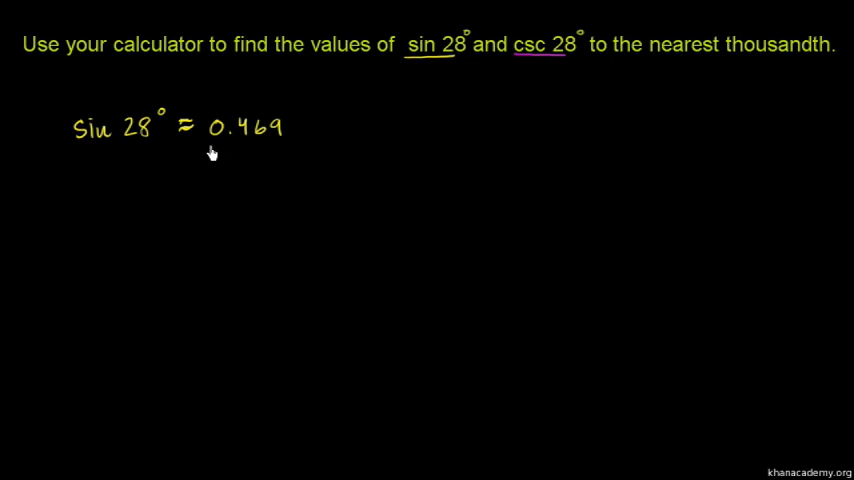 Use your calculator to find the values of sin 28° and csc 28° to the nearest thousandth.
sin 28° ≈ 0.469
khanacademy.org